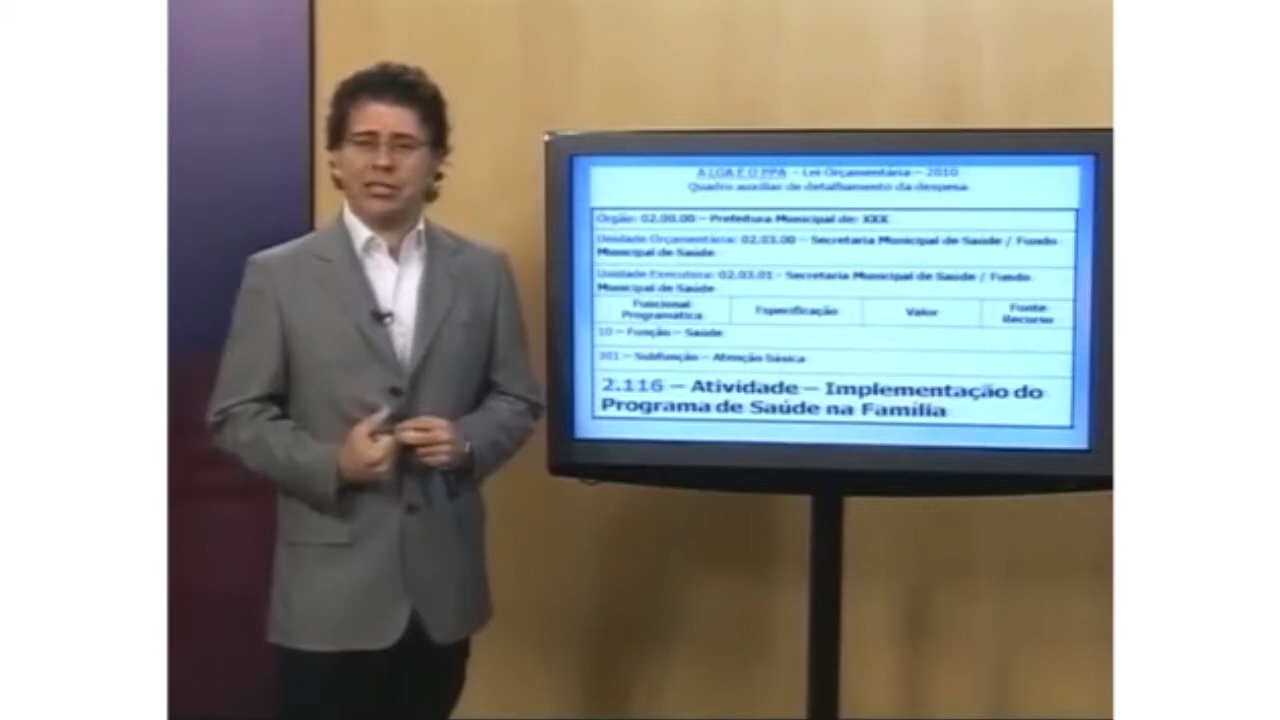 A LOA E O PPA - Lei Orçamentária – 2010
Quadro auxiliar de detalhamento da despesa
Órgão: 02.00.00 – Prefeitura Municipal de: XXX
Unidade Orçamentária: 02.03.00 – Secretaria Municipal de Saúde / Fundo
Municipal de Saúde
Unidade Executora: 02.03.01 - Secretaria Municipal de Saúde / Fundo
Municipal de Saúde
Funcional Programática Especificação Valor Fonte Recurso
10 – Função – Saúde
301 – Subfunção – Atenção básica
2.116 – Atividade – Implementação do
Programa de Saúde na Família